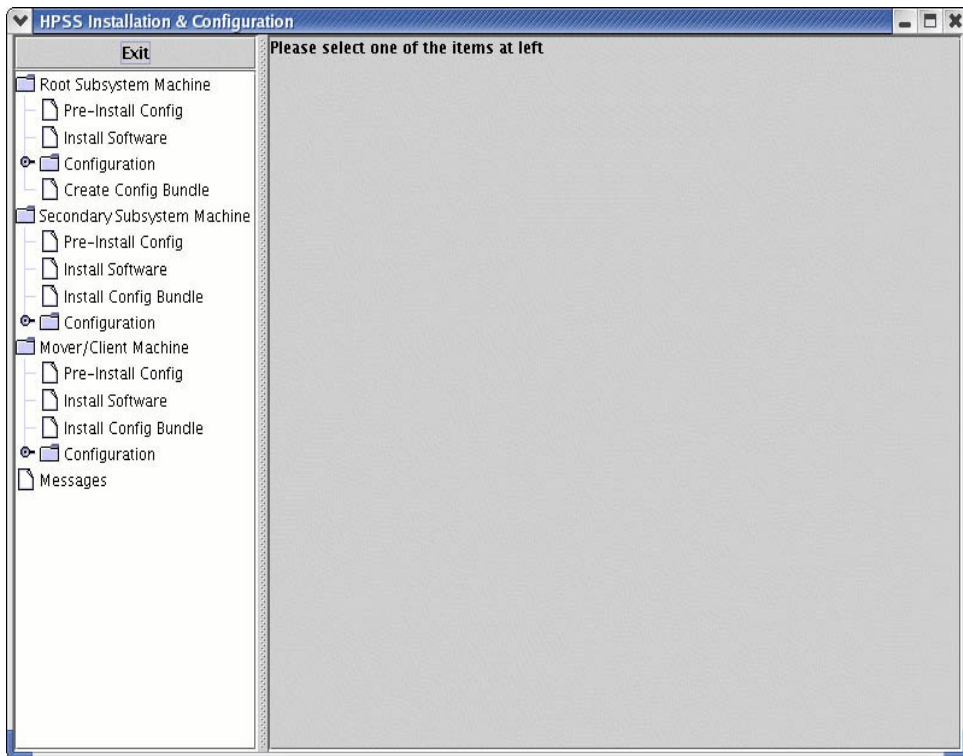 HPSS Installation & Configuration
Exit
Please select one of the items at left
Root Subsystem Machine
Pre-Install Config
Install Software
Configuration
Create Config Bundle
Secondary Subsystem Machine
Pre-Install Config
Install Software
Install Config Bundle
Configuration
Mover/Client Machine
Pre-Install Config
Install Software
Install Config Bundle
Configuration
Messages